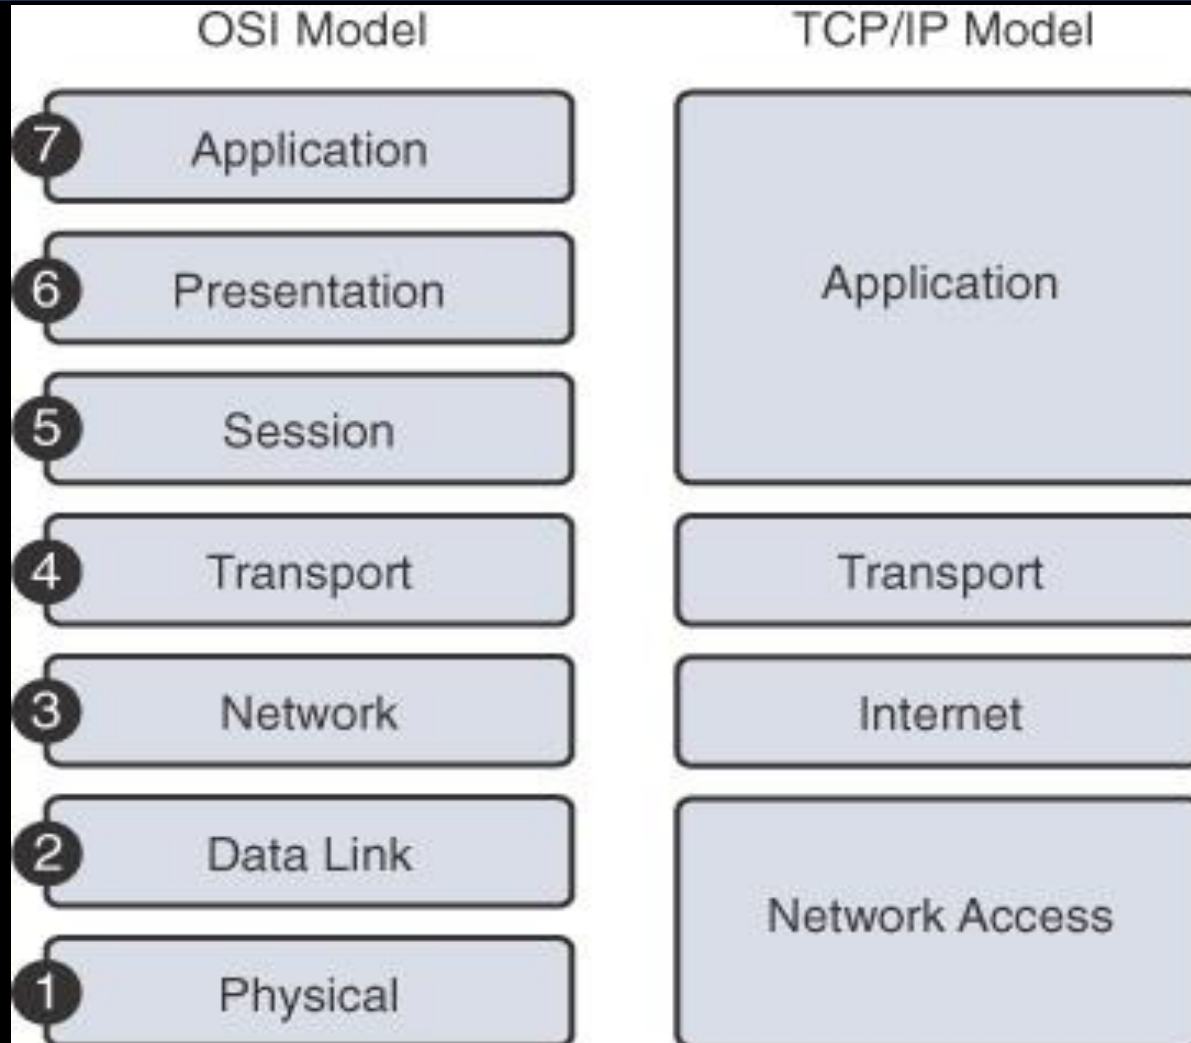 OSI Model
TCP/IP Model
7
Application
6
Presentation
5
Session
4
Transport
3
Network
2
Data Link
1
Physical
Application
Transport
Internet
Network Access